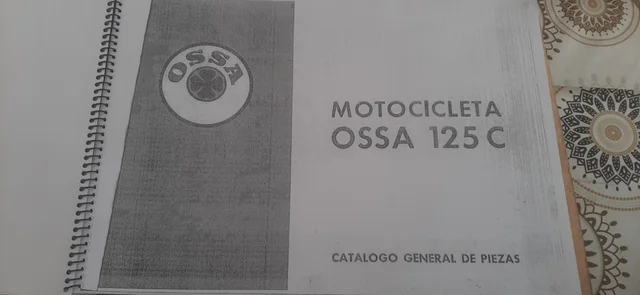 OSSA
MOTOCICLETA
OSSA 125 C
CATALOGO GENERAL DE PIEZAS